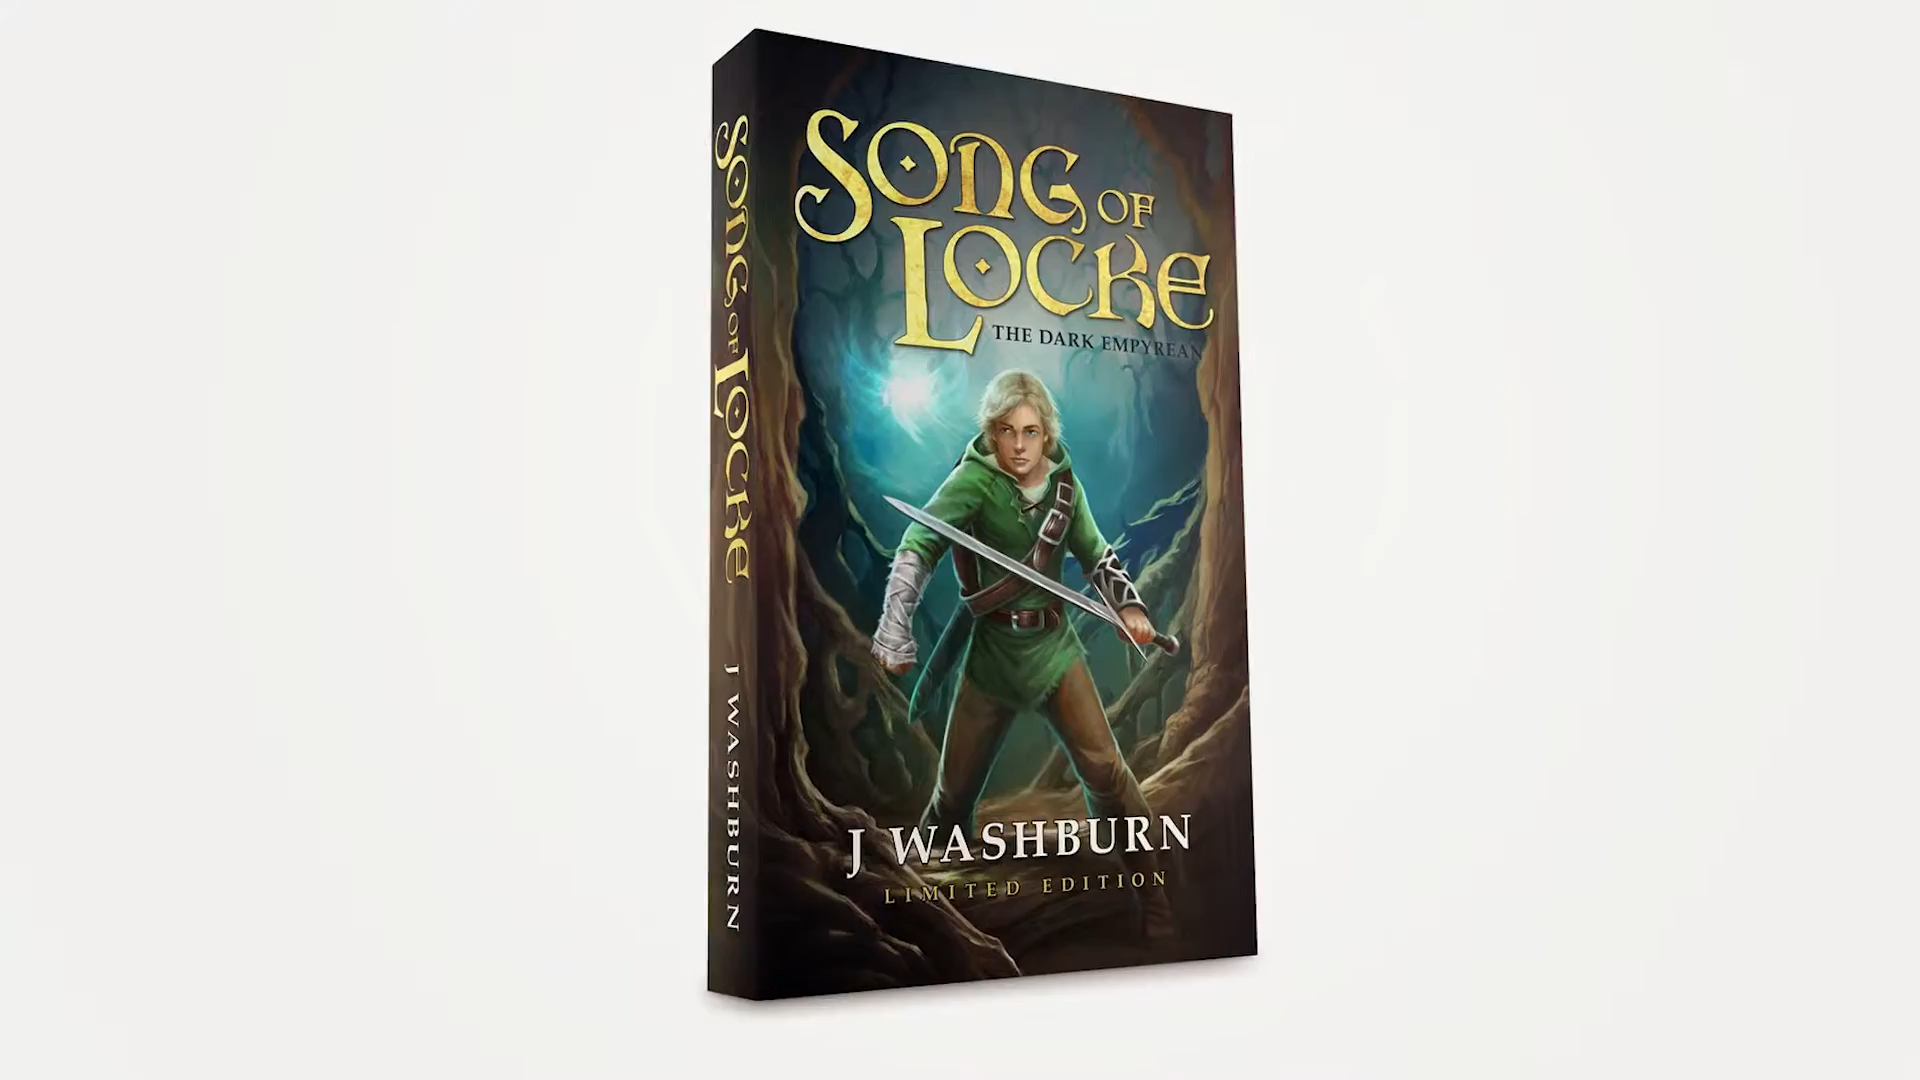 SONG OF
LOCKE
THE DARK EMPYREAN
J WASHBURN
LIMITED EDITION
SONG OF LOCKE
J WASHBURN